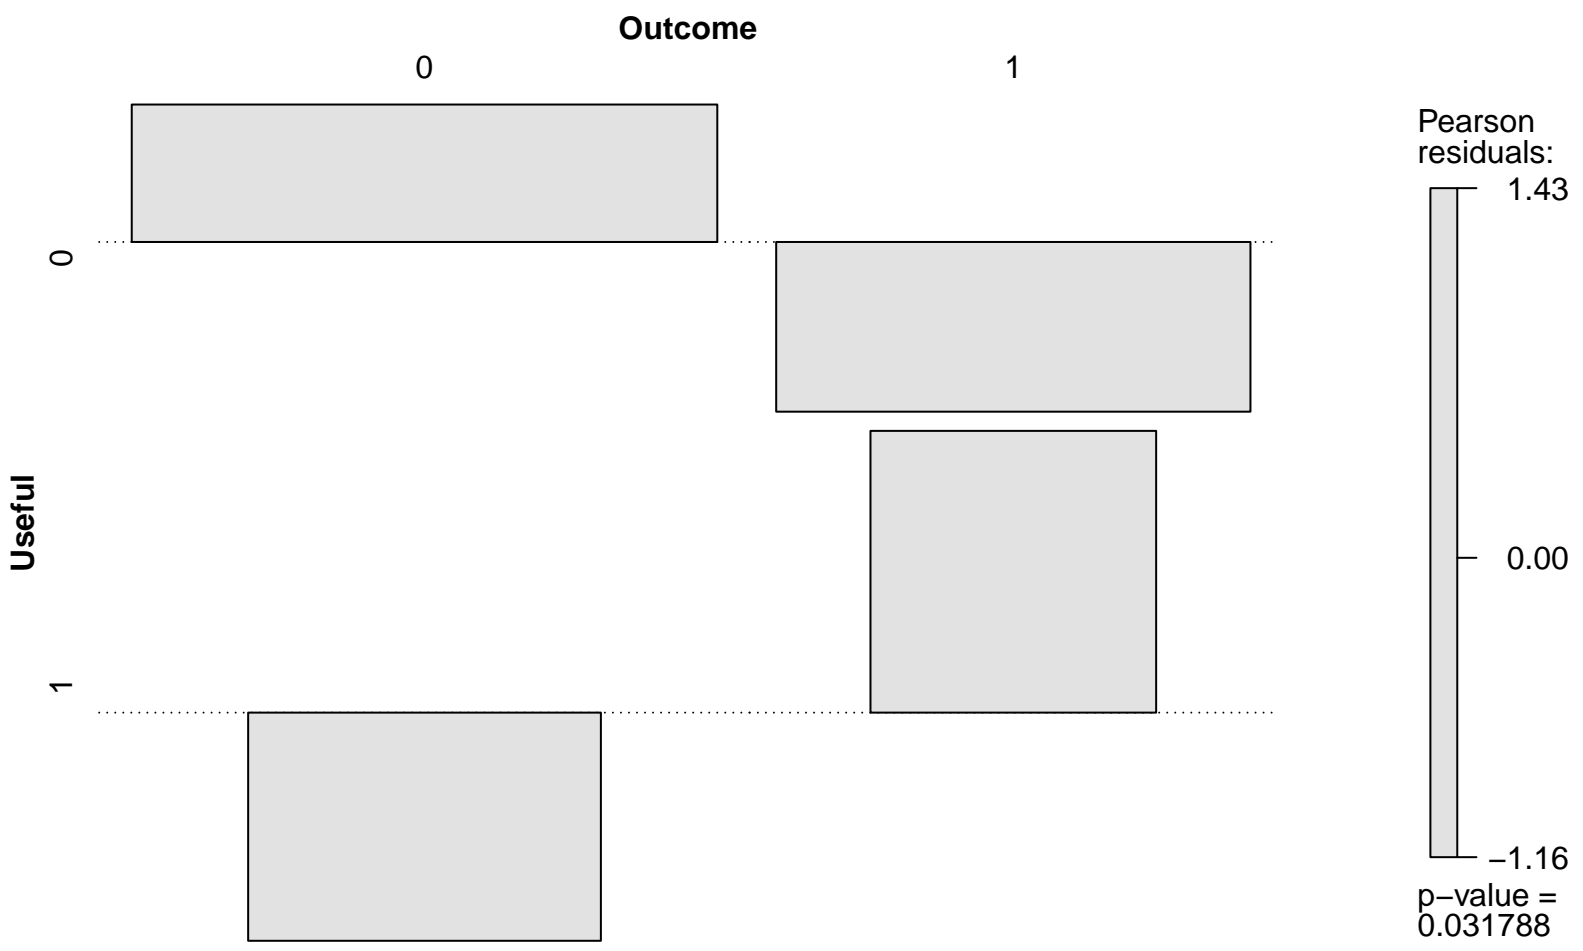 Outcome
0 1
Pearson
residuals:
1.43
0
Useful
0.00
1
−1.16
p−value =
0.031788